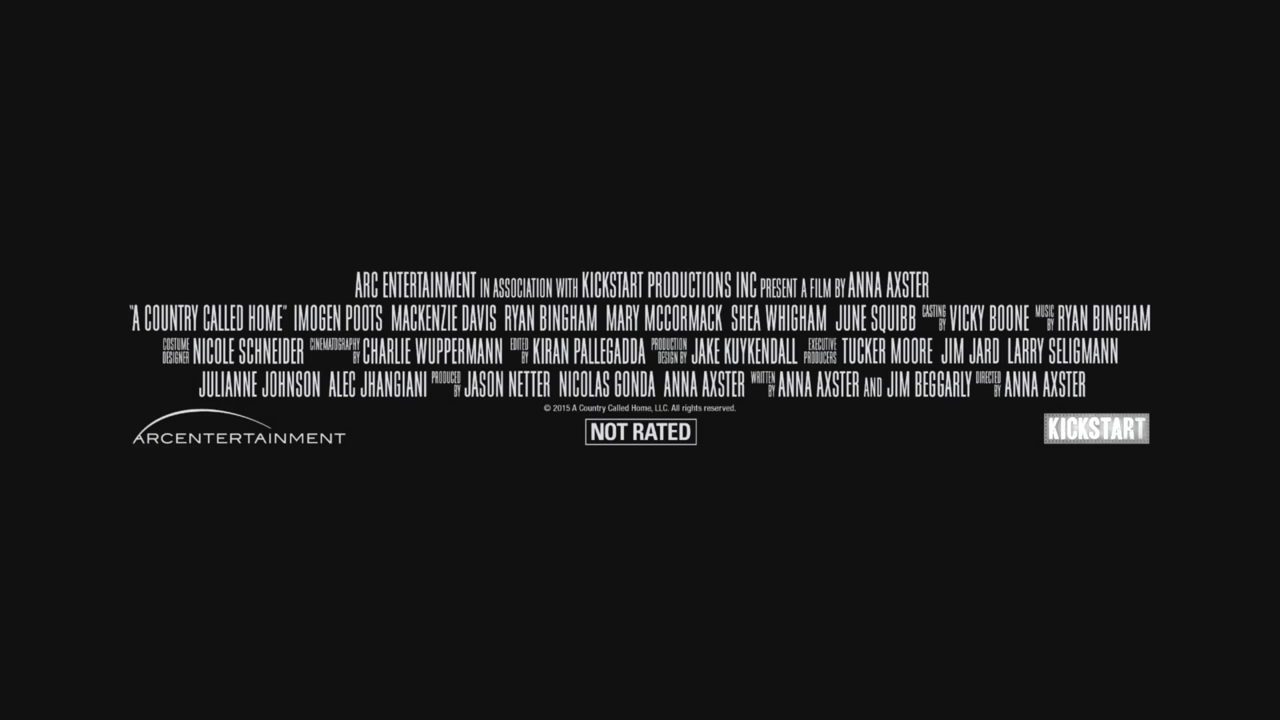 ARC ENTERTAINMENT IN ASSOCIATION WITH KICKSTART PRODUCTIONS INC PRESENT A FILM BY ANNA AXSTER
"A COUNTRY CALLED HOME" IMOGEN POOTS MACKENZIE DAVIS RYAN BINGHAM MARY MCCORMACK SHEA WHIGHAM JUNE SQUIBB CASTING BY VICKY BOONE MUSIC BY RYAN BINGHAM
COSTUME DESIGNER NICOLE SCHNEIDER CINEMATOGRAPHY BY CHARLIE WUPPERMANN EDITED BY KIRAN PALLEGADDA PRODUCTION DESIGN BY JAKE KUYKENDALL EXECUTIVE PRODUCERS TUCKER MOORE JIM JARD LARRY SELIGMANN
JULIANNE JOHNSON ALEC JHANGIANI PRODUCED BY JASON NETTER NICOLAS GONDA ANNA AXSTER WRITTEN BY ANNA AXSTER AND JIM BEGGARLY DIRECTED BY ANNA AXSTER
© 2015 A Country Called Home, LLC. All rights reserved.
ARCENTERTAINMENT NOT RATED KICKSTART